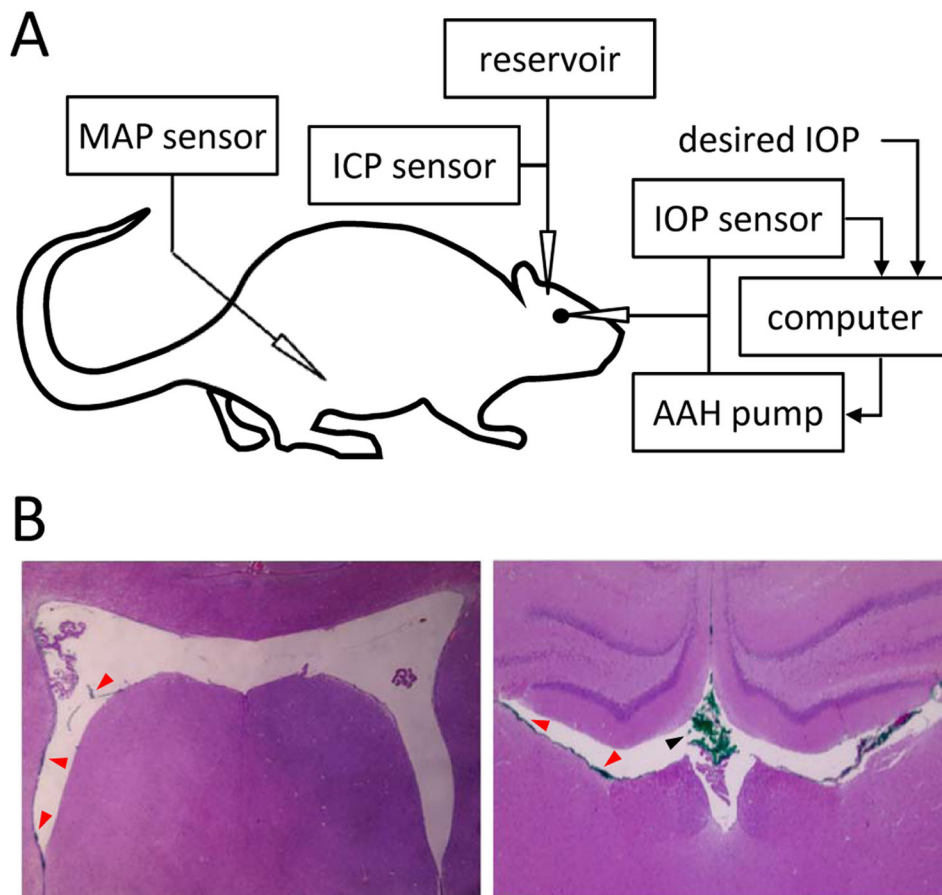 A
reservoir
MAP sensor
ICP sensor
desired IOP
IOP sensor
computer
AAH pump
B